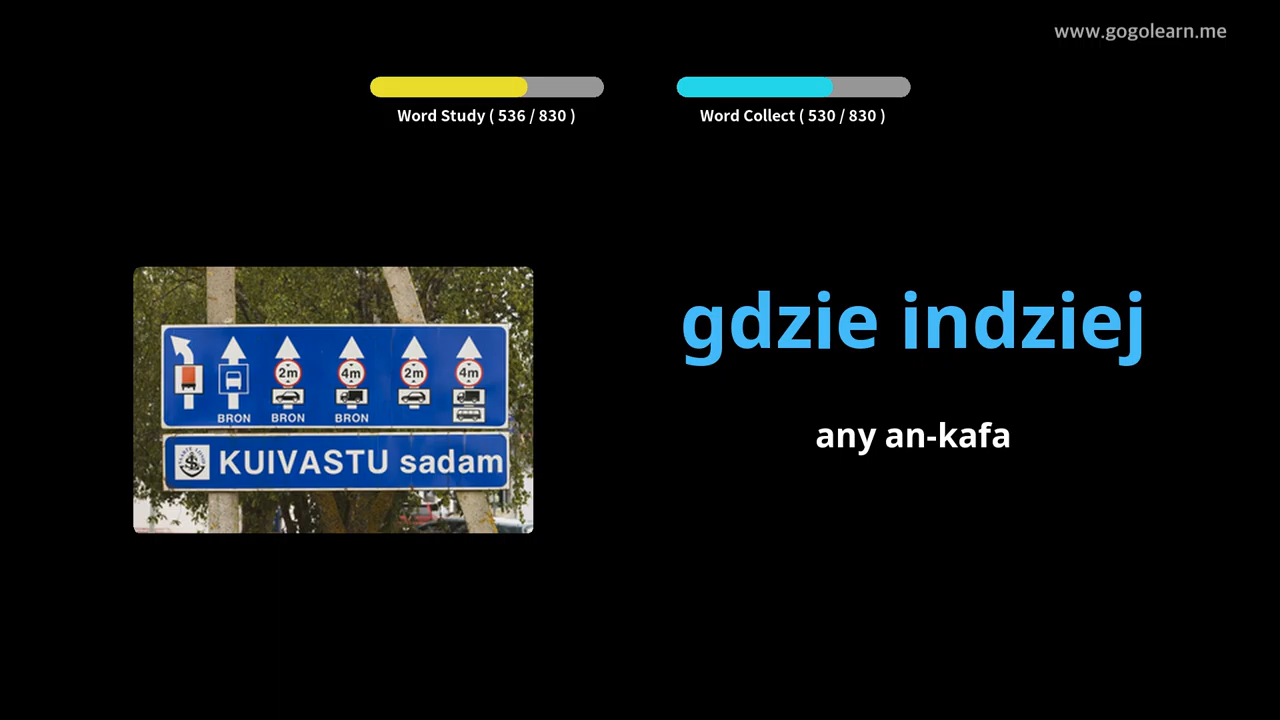 www.gogolearn.me
Word Study ( 536 / 830 )
Word Collect ( 530 / 830 )
gdzie indziej
any an-kafa
2m 4m 2m 4m
BRON BRON BRON
KUIVASTU sadam